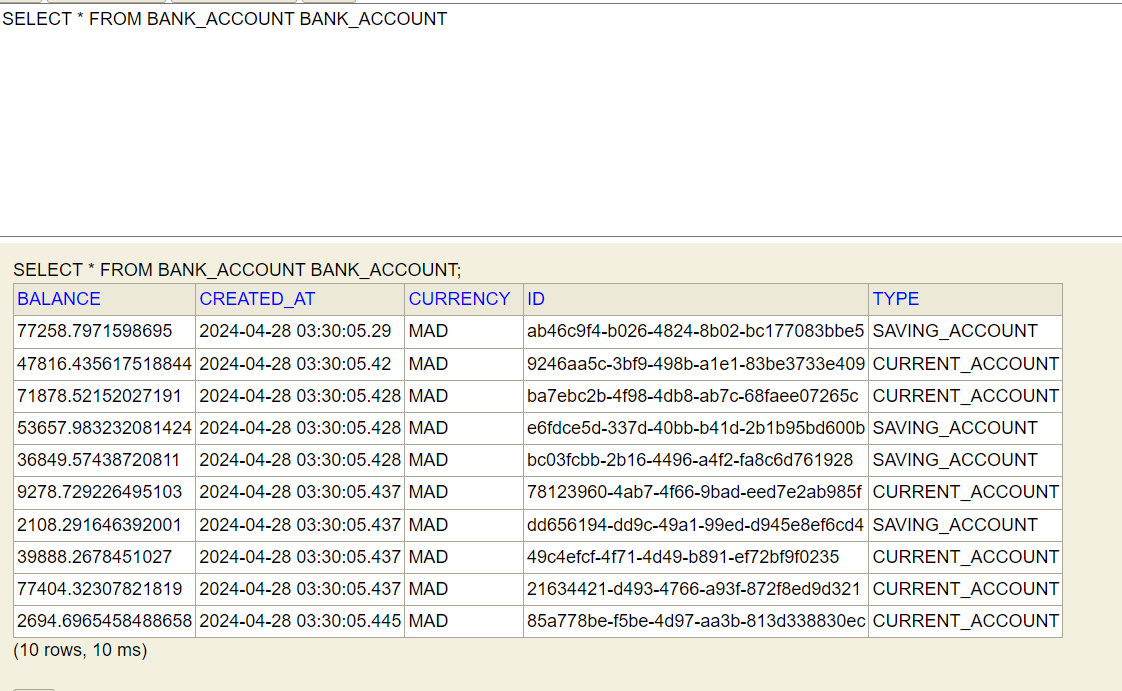 SELECT * FROM BANK_ACCOUNT BANK_ACCOUNT
SELECT * FROM BANK_ACCOUNT BANK_ACCOUNT;
BALANCE CREATED_AT CURRENCY ID TYPE
77258.7971598695 2024-04-28 03:30:05.29 MAD ab46c9f4-b026-4824-8b02-bc177083bbe5 SAVING_ACCOUNT
47816.435617518844 2024-04-28 03:30:05.42 MAD 9246aa5c-3bf9-498b-a1e1-83be3733e409 CURRENT_ACCOUNT
71878.52152027191 2024-04-28 03:30:05.428 MAD ba7ebc2b-4f98-4db8-ab7c-68faee07265c CURRENT_ACCOUNT
53657.983232081424 2024-04-28 03:30:05.428 MAD e6fdce5d-337d-40bb-b41d-2b1b95bd600b SAVING_ACCOUNT
36849.57438720811 2024-04-28 03:30:05.428 MAD bc03fcbb-2b16-4496-a4f2-fa8c6d761928 SAVING_ACCOUNT
9278.729226495103 2024-04-28 03:30:05.437 MAD 78123960-4ab7-4f66-9bad-eed7e2ab985f CURRENT_ACCOUNT
2108.291646392001 2024-04-28 03:30:05.437 MAD dd656194-dd9c-49a1-99ed-d945e8ef6cd4 SAVING_ACCOUNT
39888.2678451027 2024-04-28 03:30:05.437 MAD 49c4efcf-4f71-4d49-b891-ef72bf9f0235 CURRENT_ACCOUNT
77404.32307821819 2024-04-28 03:30:05.437 MAD 21634421-d493-4766-a93f-872f8ed9d321 CURRENT_ACCOUNT
2694.6965458488658 2024-04-28 03:30:05.445 MAD 85a778be-f5be-4d97-aa3b-813d338830ec CURRENT_ACCOUNT
(10 rows, 10 ms)